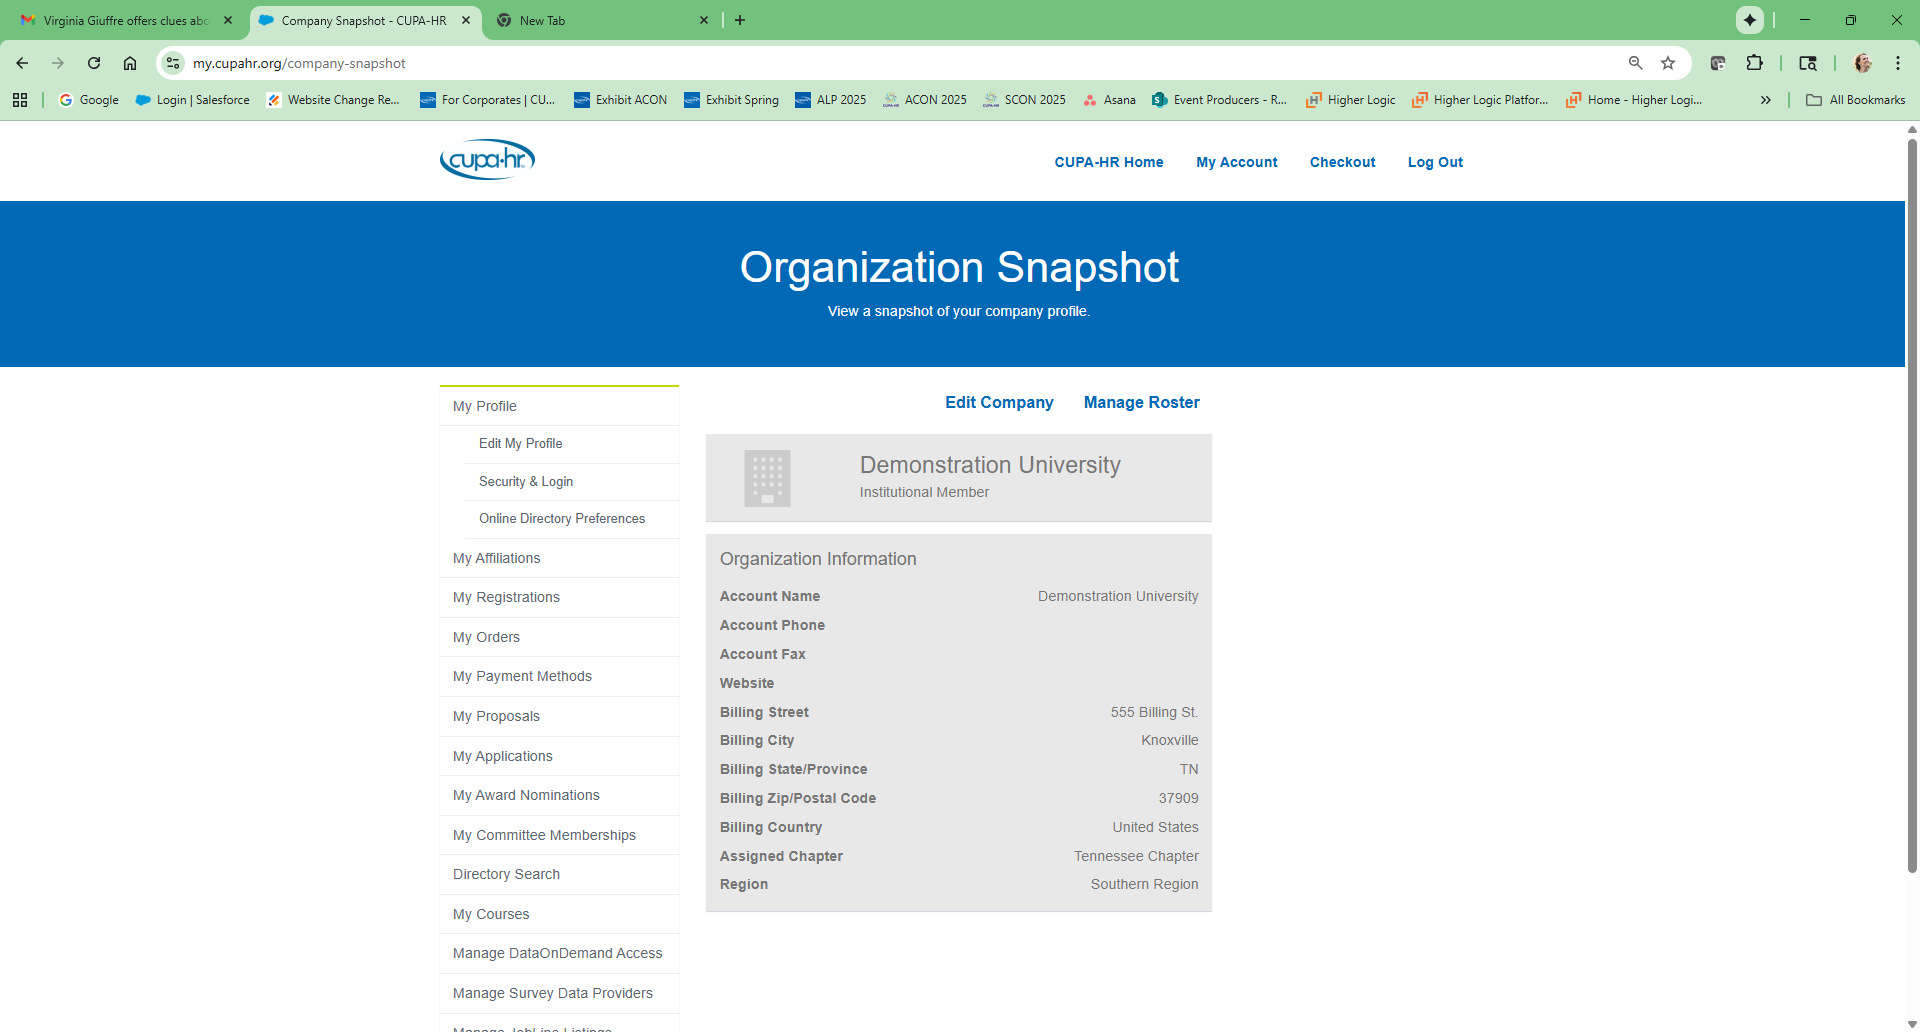 Virginia Giuffre offers clues abo
Company Snapshot - CUPA-HR
New Tab
my.cupahr.org/company-snapshot
Google
Login | Salesforce
Website Change Re...
For Corporates | CU...
Exhibit ACON
Exhibit Spring
ALP 2025
ACON 2025
SCON 2025
Asana
Event Producers - R...
Higher Logic
Higher Logic Platfor...
Home - Higher Logi...
All Bookmarks
cupa-hr
CUPA-HR Home
My Account
Checkout
Log Out
Organization Snapshot
View a snapshot of your company profile.
My Profile
Edit My Profile
Security & Login
Online Directory Preferences
My Affiliations
My Registrations
My Orders
My Payment Methods
My Proposals
My Applications
My Award Nominations
My Committee Memberships
Directory Search
My Courses
Manage DataOnDemand Access
Manage Survey Data Providers
Manage JobLine Listings
Edit Company
Manage Roster
Demonstration University
Institutional Member
Organization Information
Account Name Demonstration University
Account Phone
Account Fax
Website
Billing Street 555 Billing St.
Billing City Knoxville
Billing State/Province TN
Billing Zip/Postal Code 37909
Billing Country United States
Assigned Chapter Tennessee Chapter
Region Southern Region